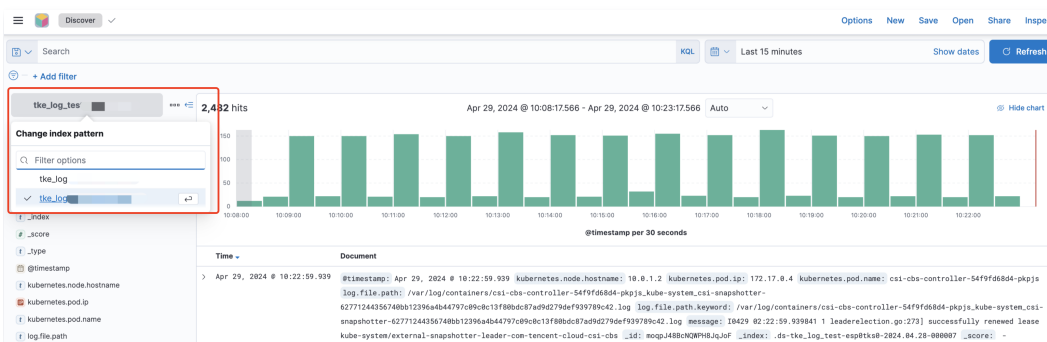 Discover
Options New Save Open Share Inspe
Search KQL Last 15 minutes Show dates Refresh
+ Add filter
tke_log_tes
2,482 hits Apr 29, 2024 @ 10:08:17.566 - Apr 29, 2024 @ 10:23:17.566 Auto Hide chart
Change index pattern
Filter options
tke_log
tke_log
150
100
50
0
10:08:00 10:09:00 10:10:00 10:11:00 10:12:00 10:13:00 10:14:00 10:15:00 10:16:00 10:17:00 10:18:00 10:19:00 10:20:00 10:21:00 10:22:00
@timestamp per 30 seconds
t _index
# _score
t _type
@timestamp
t kubernetes.node.hostname
kubernetes.pod.ip
t kubernetes.pod.name
t log.file.path
Time Document
Apr 29, 2024 @ 10:22:59.939 @timestamp: Apr 29, 2024 @ 10:22:59.939 kubernetes.node.hostname: 10.0.1.2 kubernetes.pod.ip: 172.17.0.4 kubernetes.pod.name: csi-cbs-controller-54f9fd68d4-pkpjs
log.file.path: /var/log/containers/csi-cbs-controller-54f9fd68d4-pkpjs_kube-system_csi-snapshotter-
62771244356740bb12396a4b44797c09c0c13f80bdc87ad9d279def939789c42.log log.file.path.keyword: /var/log/containers/csi-cbs-controller-54f9fd68d4-pkpjs_kube-system_csi-
snapshotter-62771244356740bb12396a4b44797c09c0c13f80bdc87ad9d279def939789c42.log message: I0429 02:22:59.939841 1 leaderelection.go:273] successfully renewed lease
kube-system/external-snapshotter-leader-com-tencent-cloud-csi-cbs _id: moqpJ48BcNQWPH8JqJoF _index: .ds-tke_log_test-esp0tks0-2024.04.28-000007 _score: -